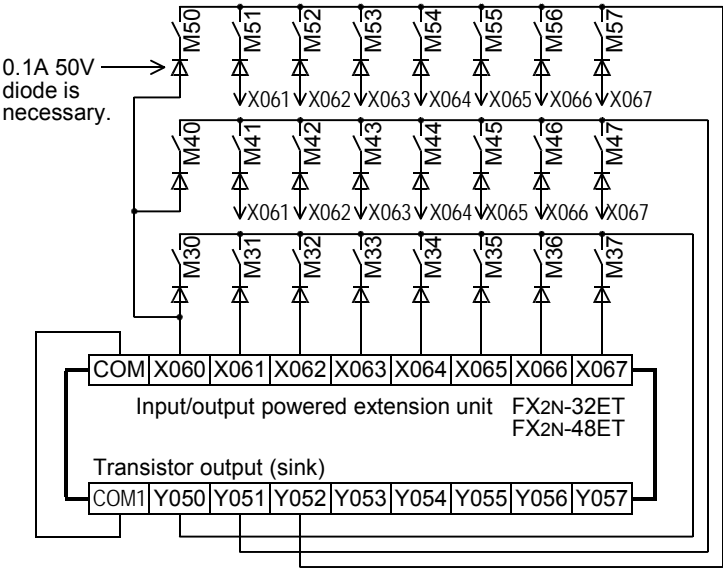 M50 M51 M52 M53 M54 M55 M56 M57
0.1A 50V
diode is
necessary.
X061 X062 X063 X064 X065 X066 X067
M40 M41 M42 M43 M44 M45 M46 M47
X061 X062 X063 X064 X065 X066 X067
M30 M31 M32 M33 M34 M35 M36 M37
COM X060 X061 X062 X063 X064 X065 X066 X067
Input/output powered extension unit FX2N-32ET
FX2N-48ET
Transistor output (sink)
COM1 Y050 Y051 Y052 Y053 Y054 Y055 Y056 Y057